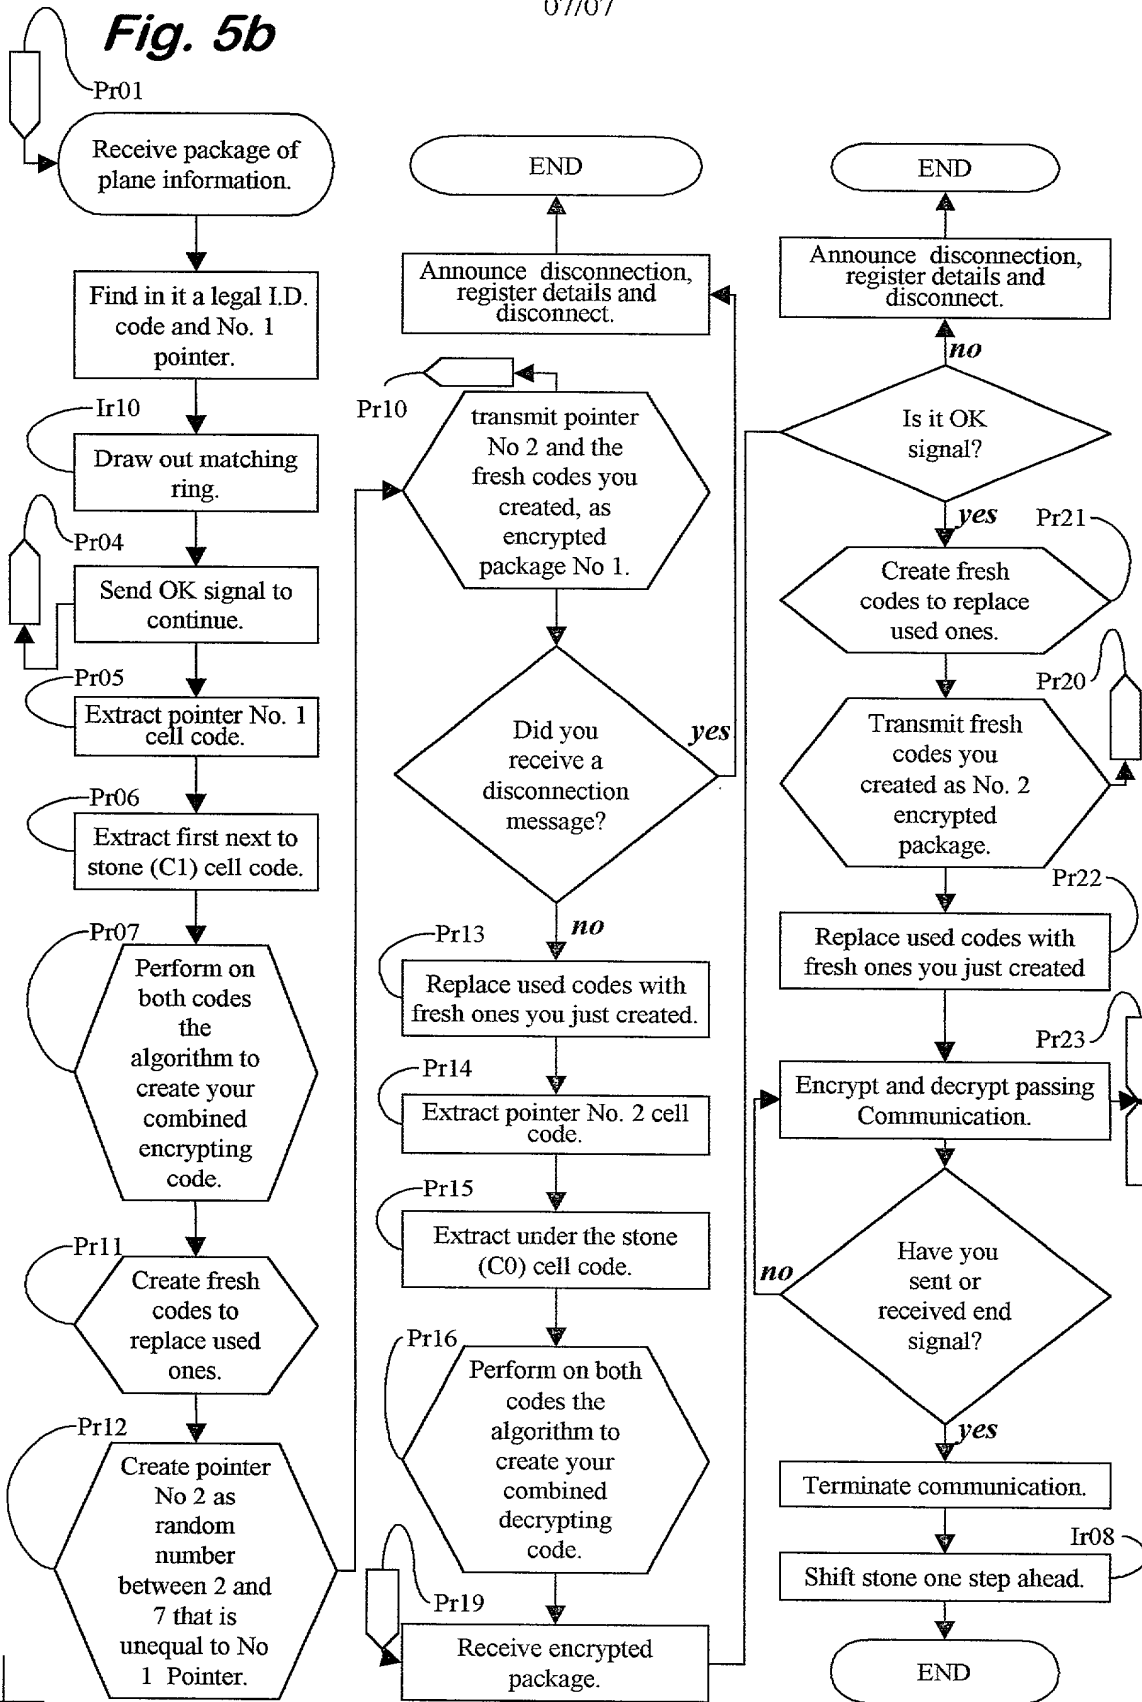 07/07
Fig. 5b
Pr01
Receive package of
plane information.
Find in it a legal I.D.
code and No. 1
pointer.
Ir10
Draw out matching
ring.
Pr04
Send OK signal to
continue.
Pr05
Extract pointer No. 1
cell code.
Pr06
Extract first next to
stone (C1) cell code.
Pr07
Perform on
both codes
the
algorithm to
create your
combined
encrypting
code.
Pr11
Create fresh
codes to
replace used
ones.
Pr12
Create pointer
No 2 as
random
number
between 2 and
7 that is
unequal to No
1 Pointer.
END
Announce disconnection,
register details and
disconnect.
Pr10
transmit pointer
No 2 and the
fresh codes you
created, as
encrypted
package No 1.
Did you
receive a
disconnection
message?
yes
no
Pr13
Replace used codes with
fresh ones you just created.
Pr14
Extract pointer No. 2 cell
code.
Pr15
Extract under the stone
(C0) cell code.
Pr16
Perform on both
codes the
algorithm to
create your
combined
decrypting
code.
Pr19
Receive encrypted
package.
END
Announce disconnection,
register details and
disconnect.
no
Is it OK
signal?
yes
Pr21
Create fresh
codes to replace
used ones.
Pr20
Transmit fresh
codes you
created as No. 2
encrypted
package.
Pr22
Replace used codes with
fresh ones you just created
Pr23
Encrypt and decrypt passing
Communication.
Have you
sent or
received end
signal?
no
yes
Terminate communication.
Ir08
Shift stone one step ahead.
END